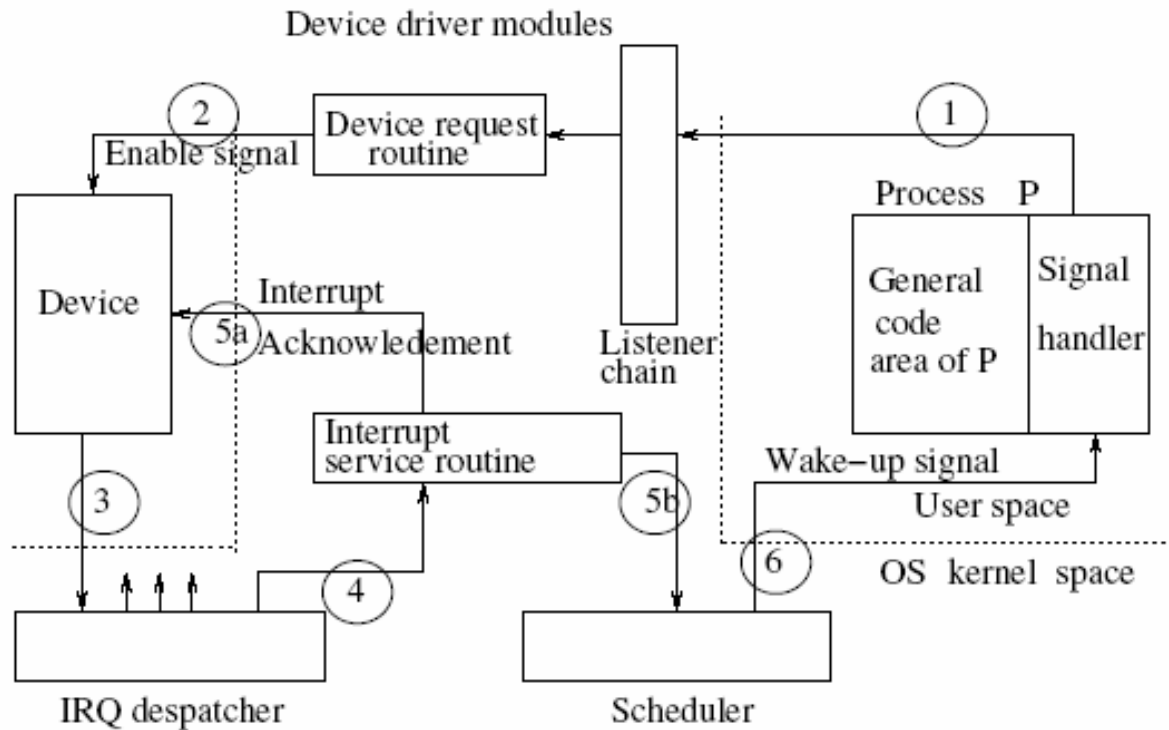 Device driver modules
2
1
Device request
routine
Enable signal
Process P
Device
Interrupt
5a
Acknowledement
Listener
chain
General
code
area of P
Signal
handler
Interrupt
service routine
Wake-up signal
3
5b
User space
4
6
OS kernel space
IRQ despatcher
Scheduler